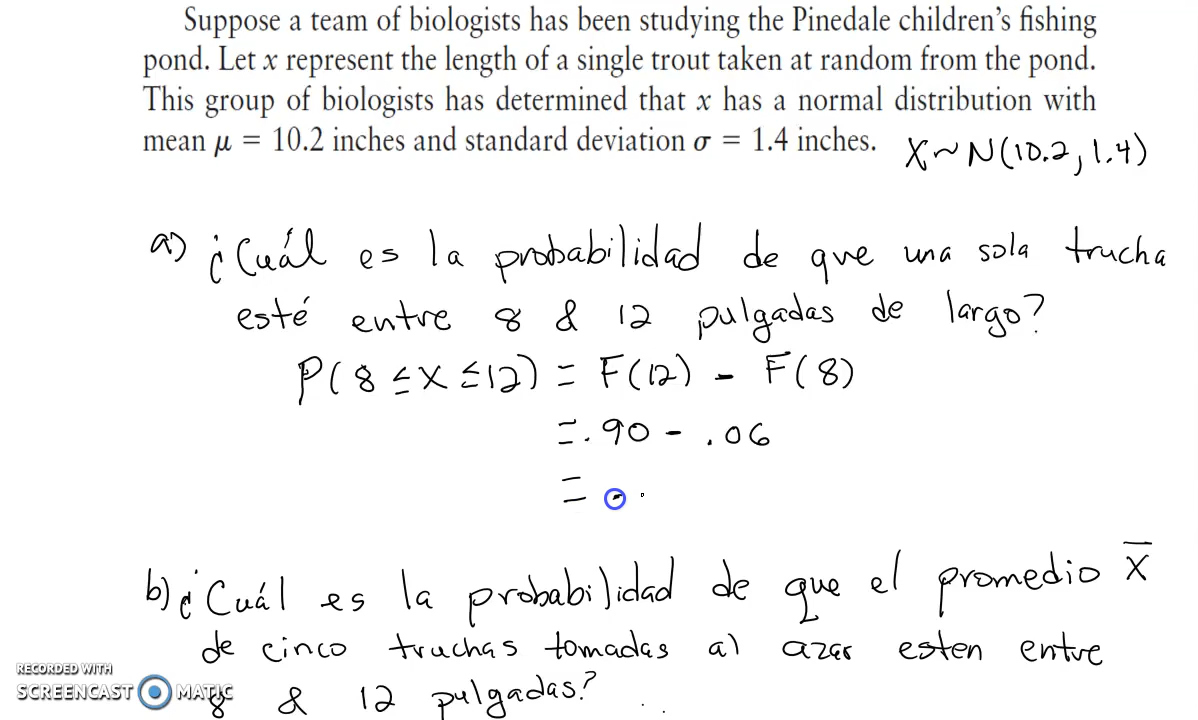 Suppose a team of biologists has been studying the Pinedale children's fishing
pond. Let x represent the length of a single trout taken at random from the pond.
This group of biologists has determined that x has a normal distribution with
mean μ = 10.2 inches and standard deviation σ = 1.4 inches. X~N(10.2, 1.4)
a) ¿Cuál es la probabilidad de que una sola trucha
esté entre 8 & 12 pulgadas de largo?
P(8 ≤ X ≤ 12) = F(12) - F(8)
= .90 - .06
=
b) ¿Cuál es la probabilidad de que el promedio X̄
de cinco truchas tomadas al azar esten entre
8 & 12 pulgadas?
RECORDED WITH
SCREENCAST MATIC